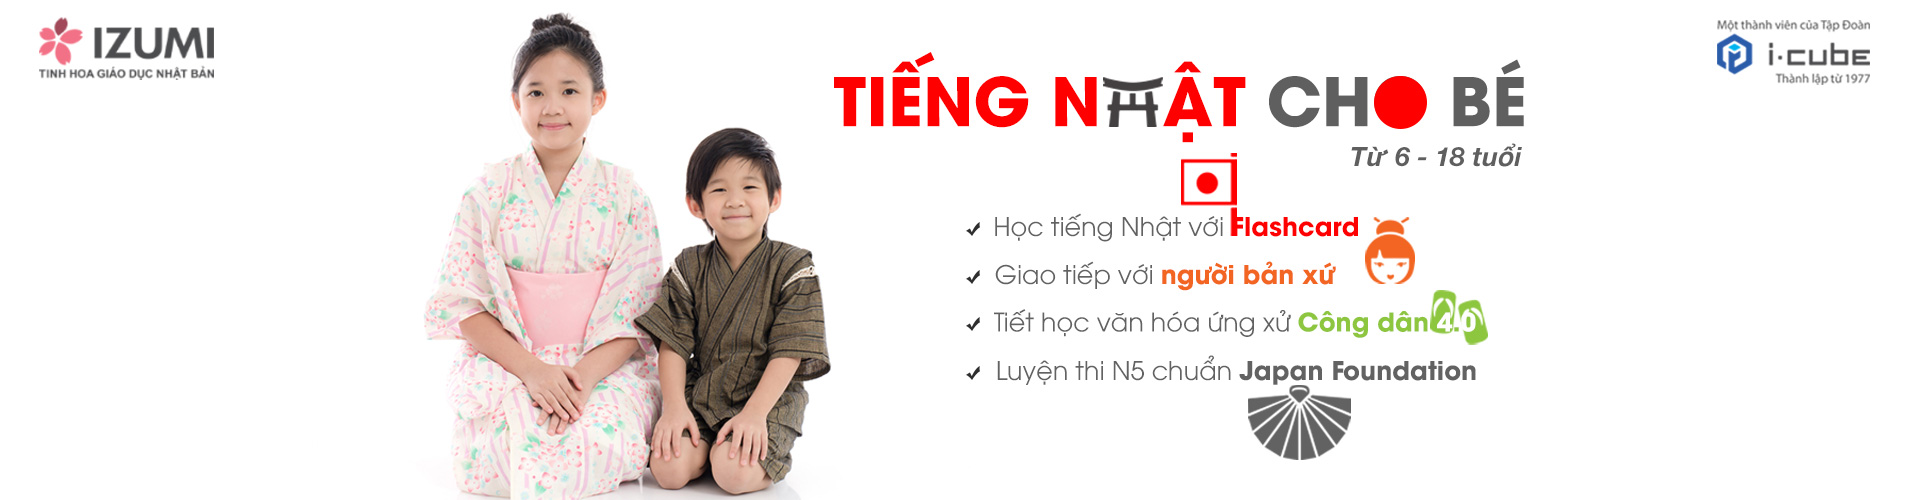 IZUMI
TINH HOA GIÁO DỤC NHẬT BẢN
Một thành viên của Tập Đoàn
i·cube
Thành lập từ 1977
TIẾNG NHẬT CHO BÉ
Từ 6 - 18 tuổi
Học tiếng Nhật với Flashcard
Giao tiếp với người bản xứ
Tiết học văn hóa ứng xử Công dân 4.0
Luyện thi N5 chuẩn Japan Foundation